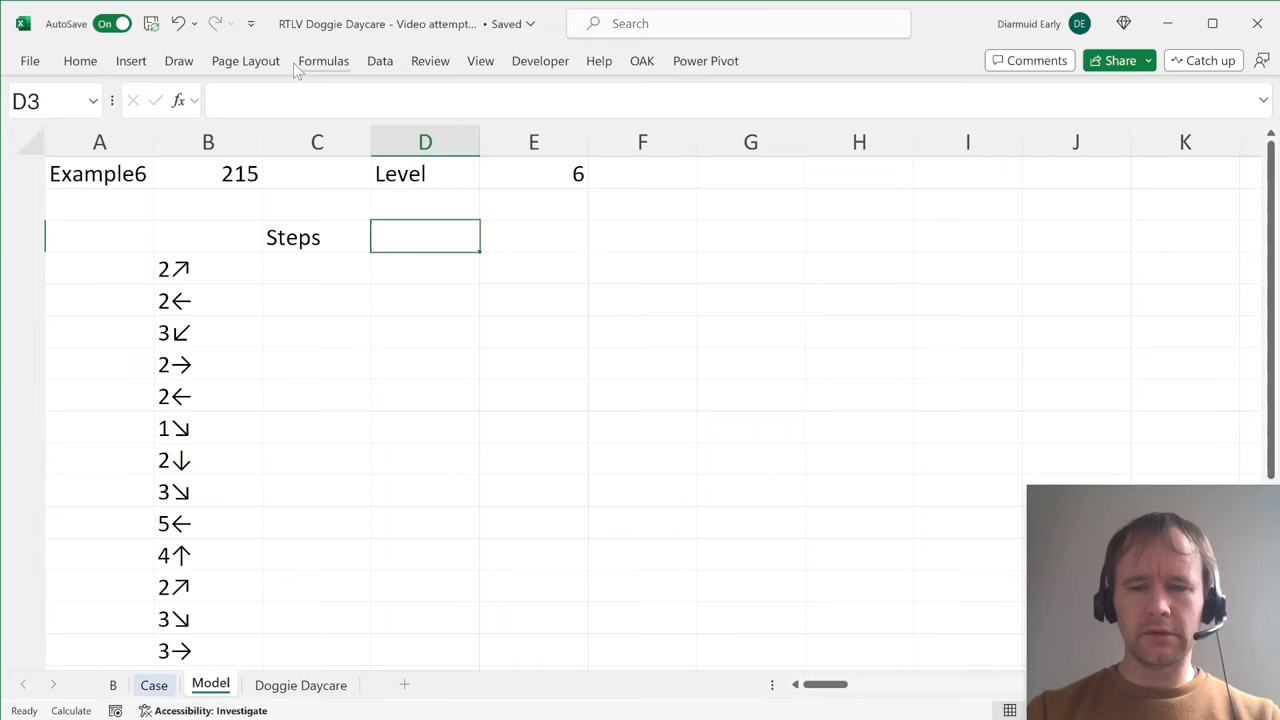 AutoSave On RTLV Doggie Daycare - Video attempt... • Saved Search Diarmuid Early DE
File Home Insert Draw Page Layout Formulas Data Review View Developer Help OAK Power Pivot Comments Share Catch up
D3 fx
A B C D E F G H I J K
Example6 215 Level 6
Steps
2↗
2←
3↙
2→
2←
1↘
2↓
3↘
5←
4↑
2↗
3↘
3→
B Case Model Doggie Daycare
Ready Calculate Accessibility: Investigate